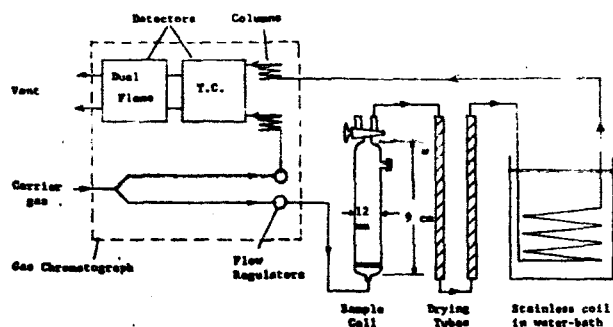 Detectors
Columns
Vent
Dual
Flame
T.C.
Carrier
gas
12
9 cm
Gas Chromatograph
Flow
Regulators
Sample
Cell
Drying
Tubes
Stainless coil
in water-bath